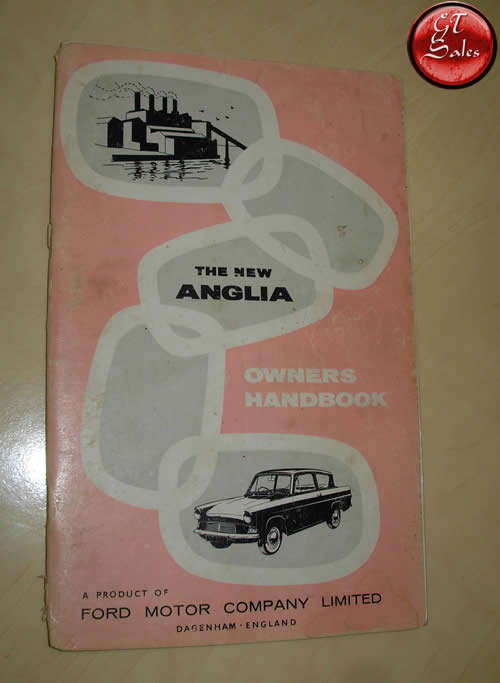 GT
Sales
THE NEW
ANGLIA
OWNERS
HANDBOOK
A PRODUCT OF
FORD MOTOR COMPANY LIMITED
DAGENHAM · ENGLAND